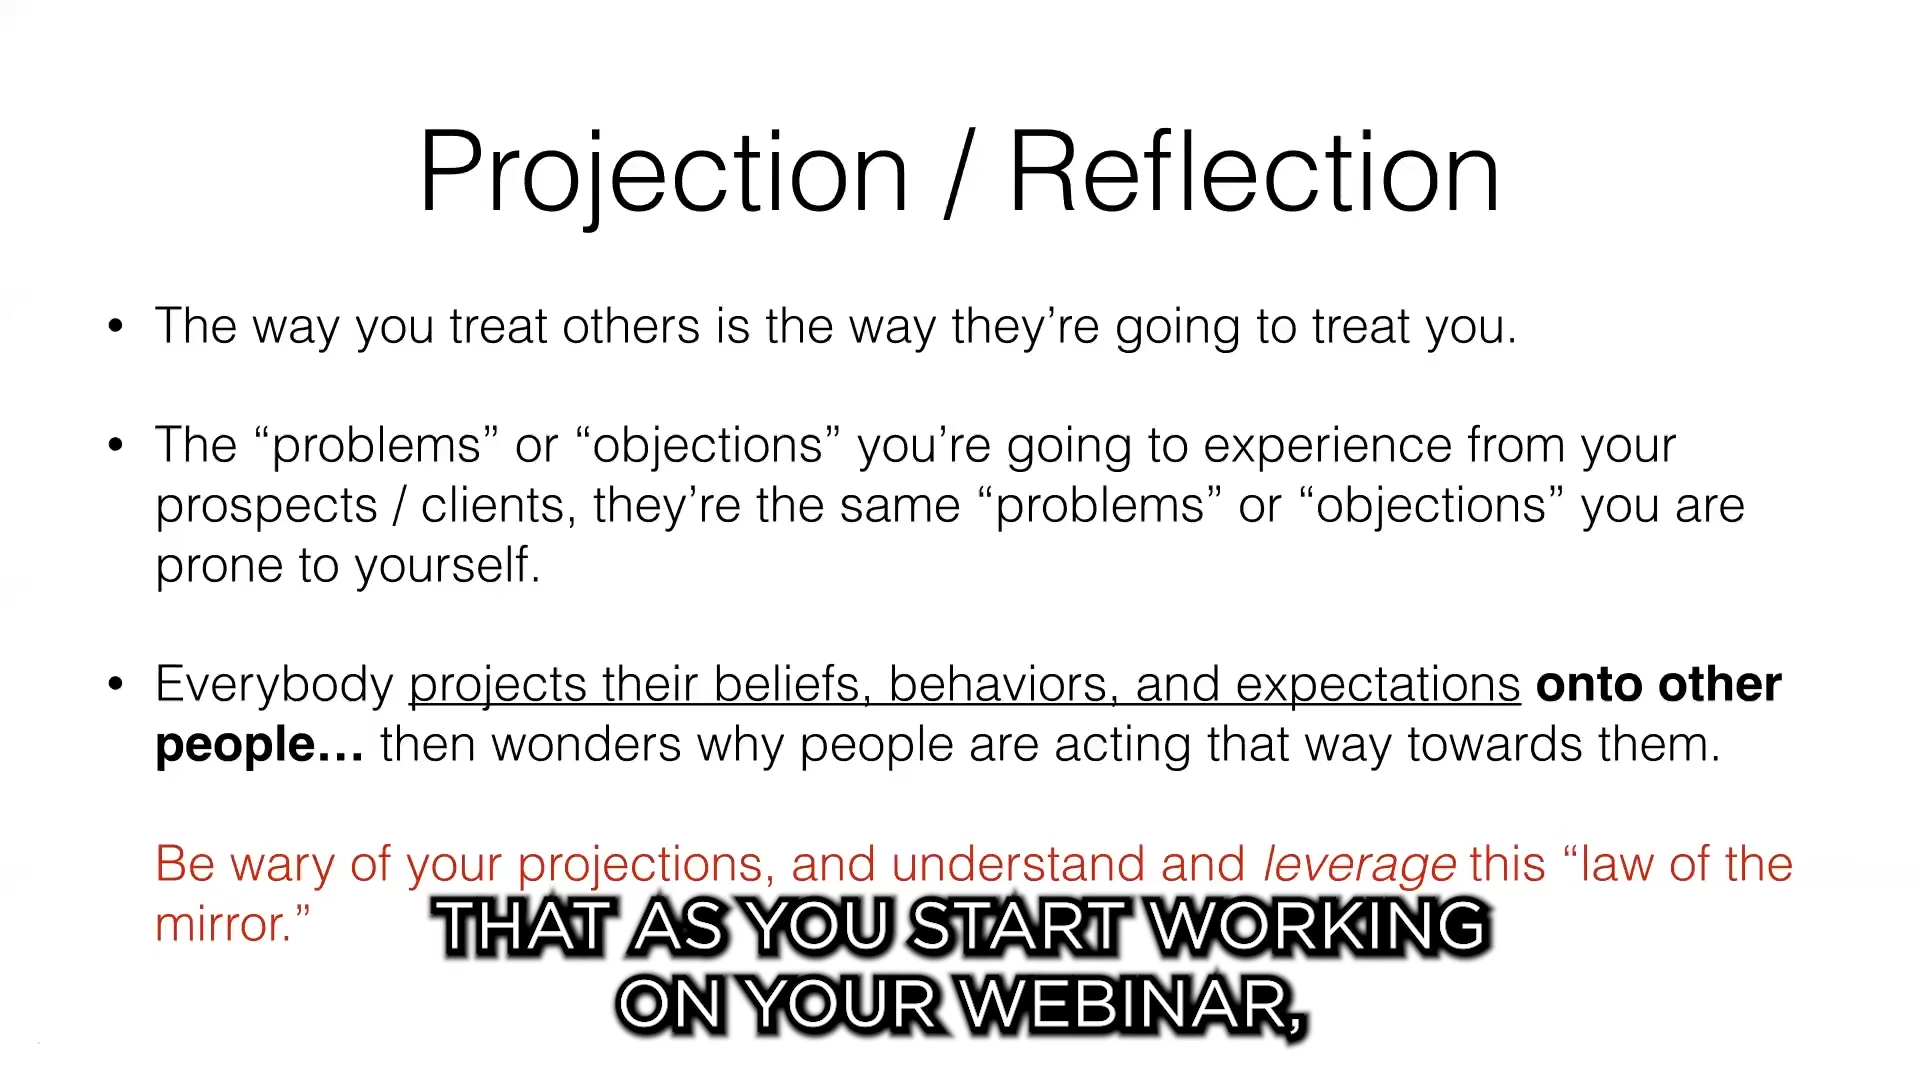 Projection / Reflection
• The way you treat others is the way they’re going to treat you.
• The “problems” or “objections” you’re going to experience from your
prospects / clients, they’re the same “problems” or “objections” you are
prone to yourself.
• Everybody projects their beliefs, behaviors, and expectations onto other
people… then wonders why people are acting that way towards them.
Be wary of your projections, and understand and leverage this “law of the
mirror.”
THAT AS YOU START WORKING
ON YOUR WEBINAR,